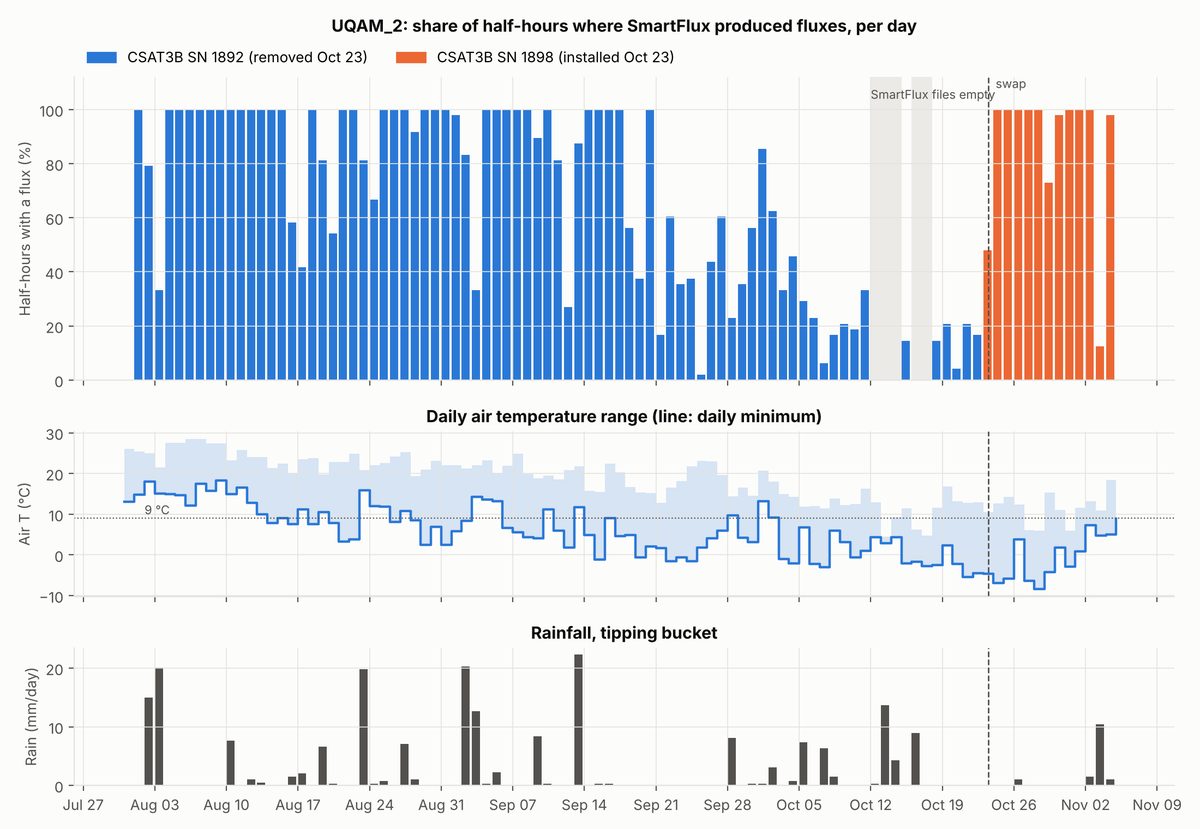 UQAM_2: share of half-hours where SmartFlux produced fluxes, per day
CSAT3B SN 1892 (removed Oct 23) CSAT3B SN 1898 (installed Oct 23)
swap
SmartFlux files empty
Half-hours with a flux (%)
100
80
60
40
20
0
Daily air temperature range (line: daily minimum)
Air T (°C)
30
20
10
0
−10
9 °C
Rainfall, tipping bucket
Rain (mm/day)
20
10
0
Jul 27 Aug 03 Aug 10 Aug 17 Aug 24 Aug 31 Sep 07 Sep 14 Sep 21 Sep 28 Oct 05 Oct 12 Oct 19 Oct 26 Nov 02 Nov 09